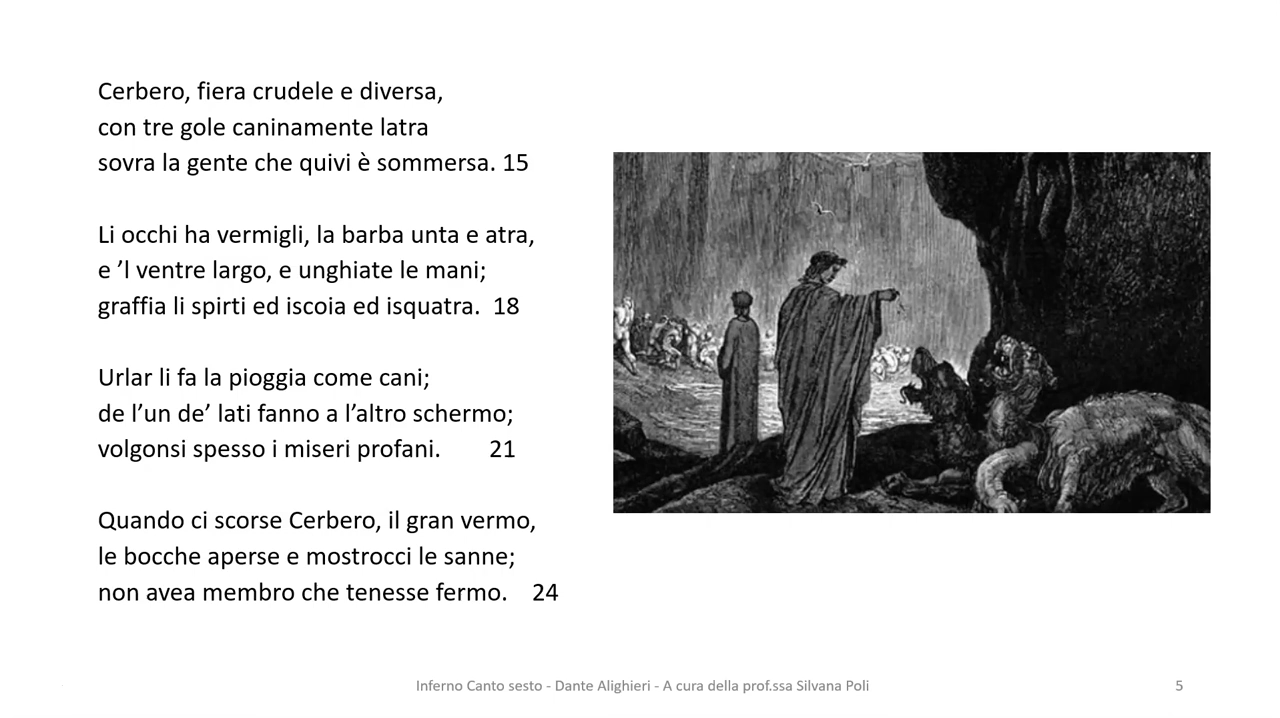 Cerbero, fiera crudele e diversa,
con tre gole caninamente latra
sovra la gente che quivi è sommersa. 15
Li occhi ha vermigli, la barba unta e atra,
e ’l ventre largo, e unghiate le mani;
graffia li spirti ed iscoia ed isquatra. 18
Urlar li fa la pioggia come cani;
de l’un de’ lati fanno a l’altro schermo;
volgonsi spesso i miseri profani. 21
Quando ci scorse Cerbero, il gran vermo,
le bocche aperse e mostrocci le sanne;
non avea membro che tenesse fermo. 24
Inferno Canto sesto - Dante Alighieri - A cura della prof.ssa Silvana Poli
5